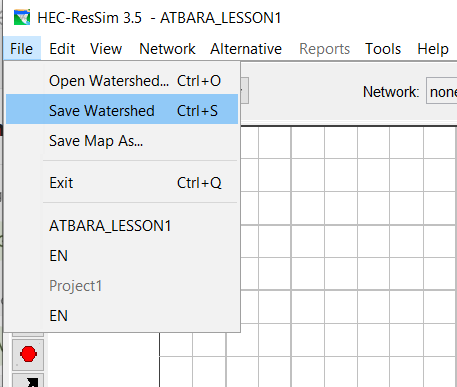 HEC-ResSim 3.5 - ATBARA_LESSON1
File Edit View Network Alternative Reports Tools Help
Open Watershed... Ctrl+O
Save Watershed Ctrl+S
Network: none
Save Map As...
Exit Ctrl+Q
ATBARA_LESSON1
EN
Project1
EN